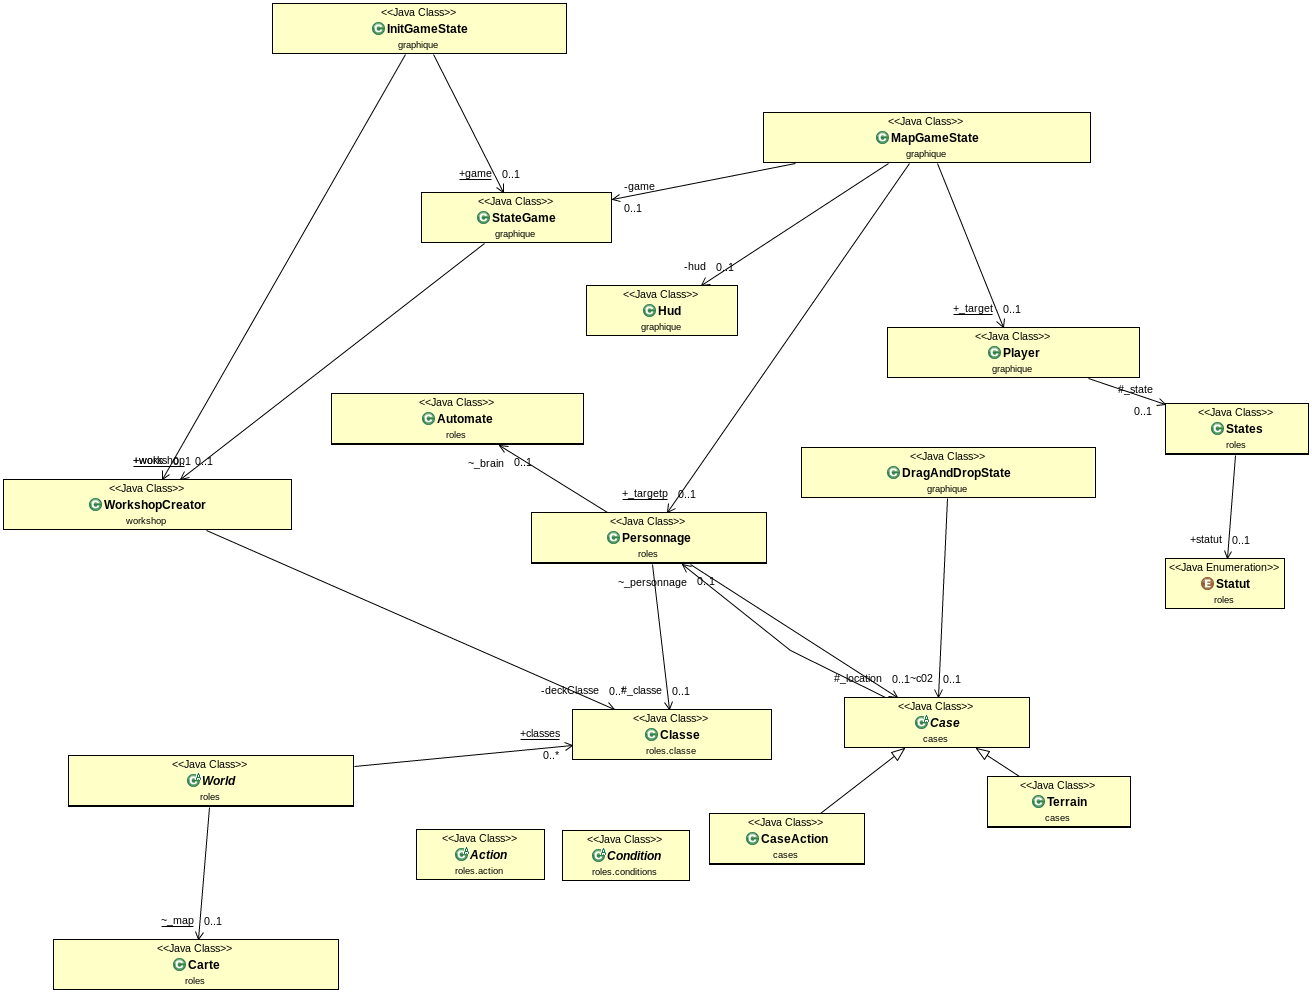 <<Java Class>>
InitGameState
graphique
<<Java Class>>
MapGameState
graphique
+game 0..1
-game
0..1
<<Java Class>>
StateGame
graphique
-hud 0..1
<<Java Class>>
Hud
graphique
+_target 0..1
<<Java Class>>
Player
graphique
#_state
0..1
<<Java Class>>
Automate
roles
<<Java Class>>
States
roles
~_brain 0..1
+workshop 0..1 0..1
<<Java Class>>
WorkshopCreator
workshop
+_targetp 0..1
<<Java Class>>
DragAndDropState
graphique
<<Java Class>>
Personnage
roles
+statut 0..1
<<Java Enumeration>>
Statut
roles
~_personnage 0..1
-deckClasse 0..* #_classe 0..1
#_location 0..1 ~c02 0..1
<<Java Class>>
Classe
roles.classe
<<Java Class>>
Case
cases
+classes
0..*
<<Java Class>>
World
roles
<<Java Class>>
Terrain
cases
<<Java Class>>
CaseAction
cases
<<Java Class>>
Action
roles.action
<<Java Class>>
Condition
roles.conditions
~_map 0..1
<<Java Class>>
Carte
roles